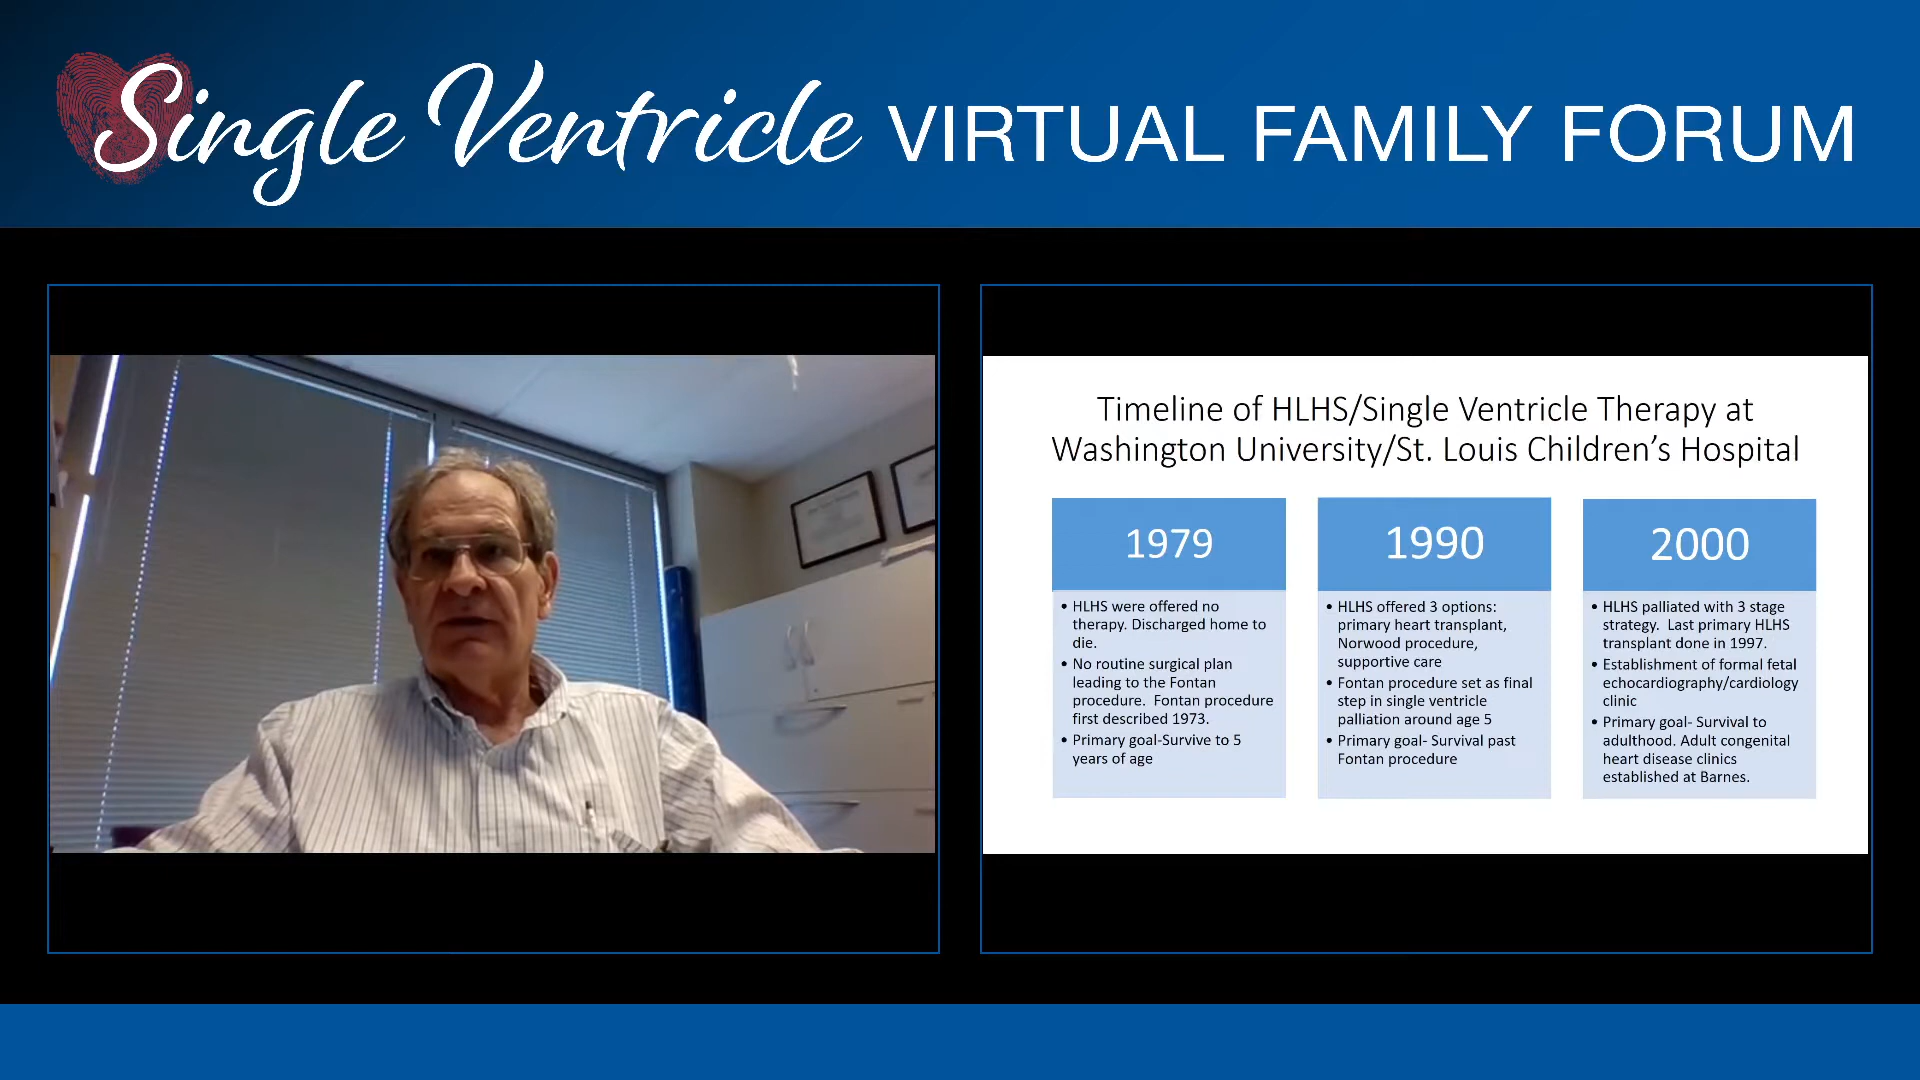 Single Ventricle VIRTUAL FAMILY FORUM
Timeline of HLHS/Single Ventricle Therapy at
Washington University/St. Louis Children’s Hospital
1979
• HLHS were offered no
therapy. Discharged home to
die.
• No routine surgical plan
leading to the Fontan
procedure.  Fontan procedure
first described 1973.
• Primary goal-Survive to 5
years of age
1990
• HLHS offered 3 options:
primary heart transplant,
Norwood procedure,
supportive care
• Fontan procedure set as final
step in single ventricle
palliation around age 5
• Primary goal- Survival past
Fontan procedure
2000
• HLHS palliated with 3 stage
strategy.  Last primary HLHS
transplant done in 1997.
• Establishment of formal fetal
echocardiography/cardiology
clinic
• Primary goal- Survival to
adulthood. Adult congenital
heart disease clinics
established at Barnes.